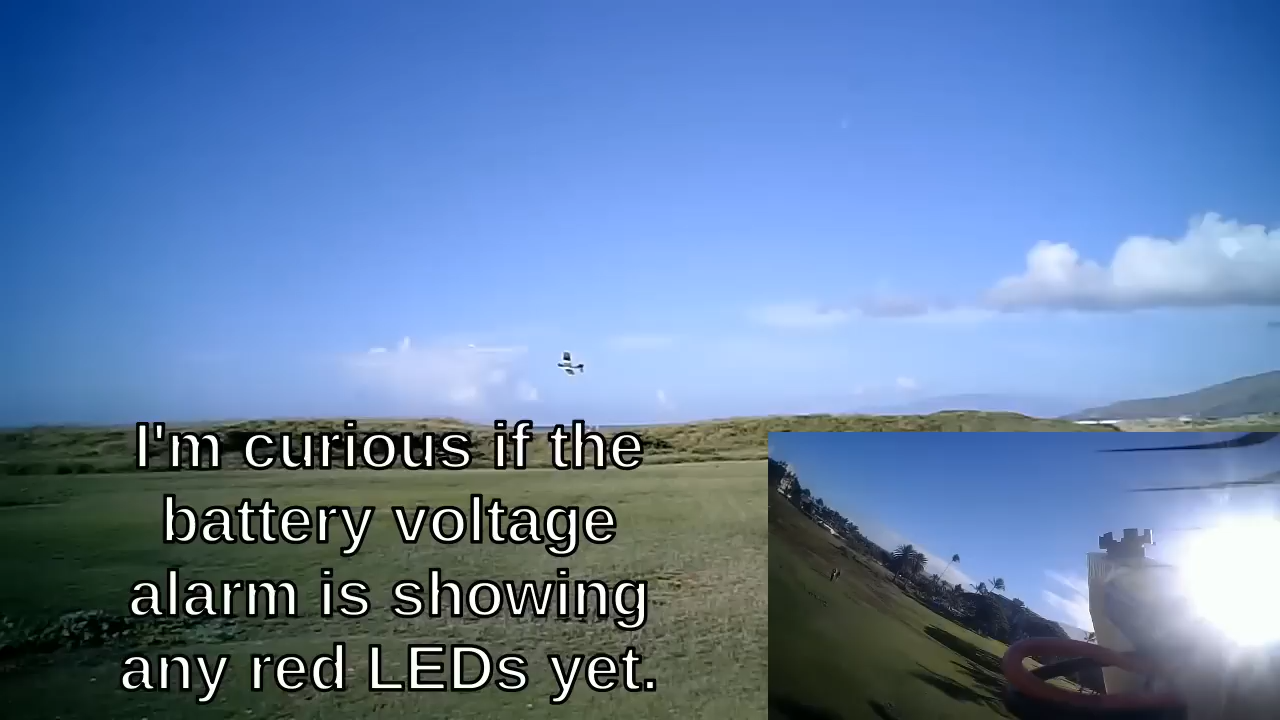 I'm curious if the
battery voltage
alarm is showing
any red LEDs yet.